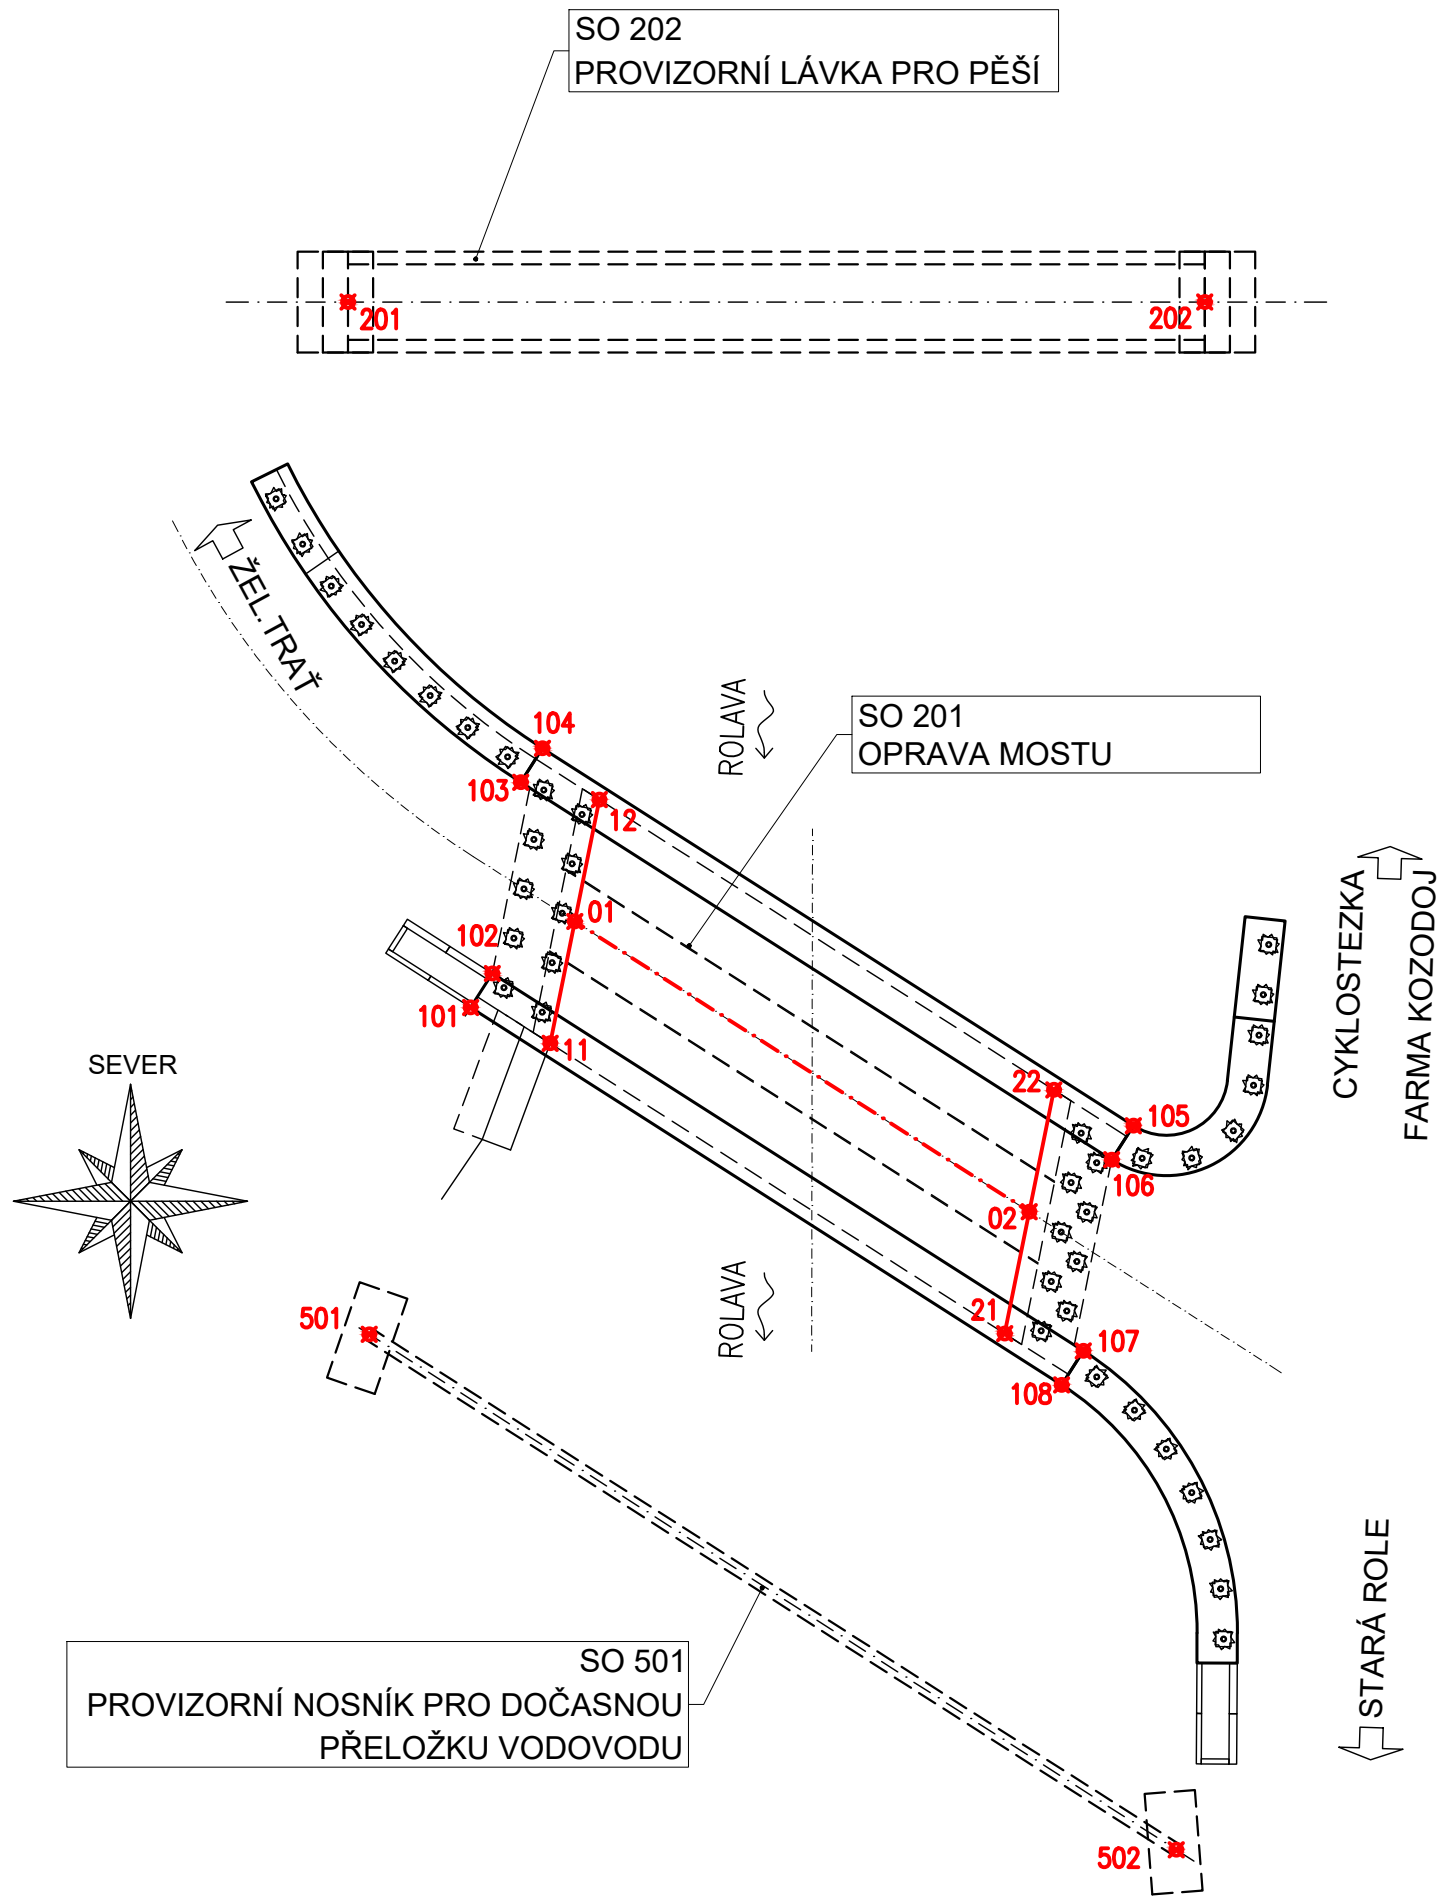 SO 202
PROVIZORNÍ LÁVKA PRO PĚŠÍ
201
202
ŽEL.TRAŤ
ROLAVA
SO 201
OPRAVA MOSTU
104
103
12
01
102
101
11
CYKLOSTEZKA
FARMA KOZODOJ
22
105
106
02
SEVER
ROLAVA
21
107
108
501
STARÁ ROLE
SO 501
PROVIZORNÍ NOSNÍK PRO DOČASNOU
PŘELOŽKU VODOVODU
502